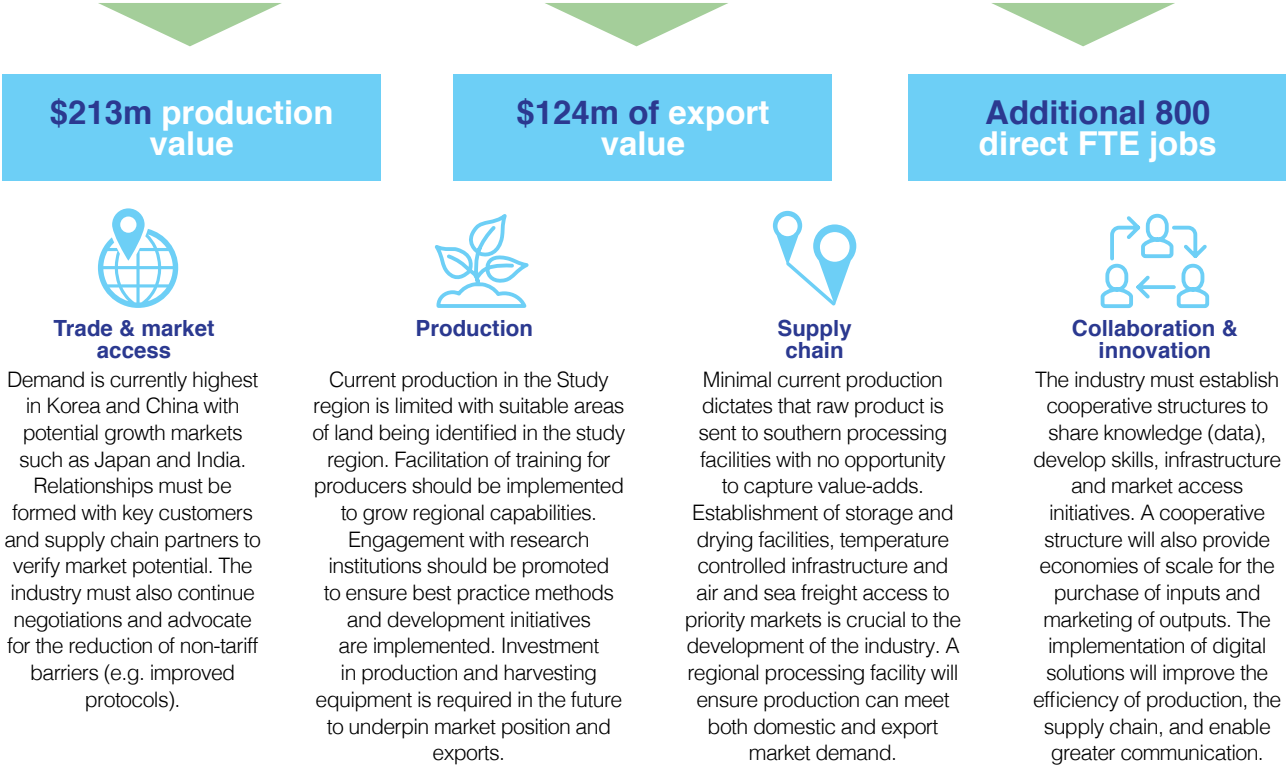 $213m production
value
$124m of export
value
Additional 800
direct FTE jobs
Trade & market
access
Demand is currently highest
in Korea and China with
potential growth markets
such as Japan and India.
Relationships must be
formed with key customers
and supply chain partners to
verify market potential. The
industry must also continue
negotiations and advocate
for the reduction of non-tariff
barriers (e.g. improved
protocols).
Production
Current production in the Study
region is limited with suitable areas
of land being identified in the study
region. Facilitation of training for
producers should be implemented
to grow regional capabilities.
Engagement with research
institutions should be promoted
to ensure best practice methods
and development initiatives
are implemented. Investment
in production and harvesting
equipment is required in the future
to underpin market position and
exports.
Supply
chain
Minimal current production
dictates that raw product is
sent to southern processing
facilities with no opportunity
to capture value-adds.
Establishment of storage and
drying facilities, temperature
controlled infrastructure and
air and sea freight access to
priority markets is crucial to the
development of the industry. A
regional processing facility will
ensure production can meet
both domestic and export
market demand.
Collaboration &
innovation
The industry must establish
cooperative structures to
share knowledge (data),
develop skills, infrastructure
and market access
initiatives. A cooperative
structure will also provide
economies of scale for the
purchase of inputs and
marketing of outputs. The
implementation of digital
solutions will improve the
efficiency of production, the
supply chain, and enable
greater communication.